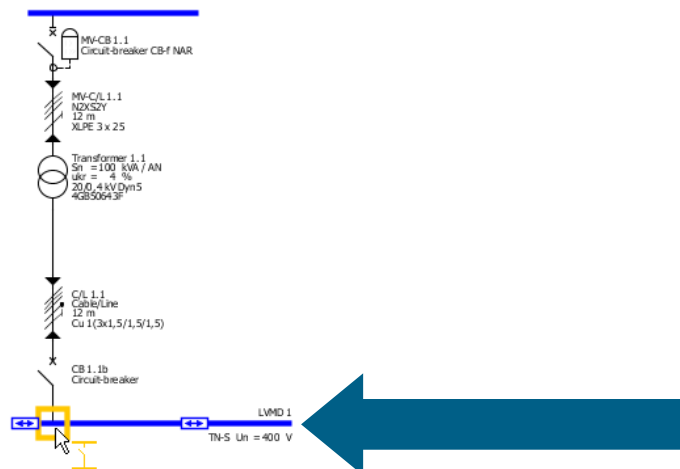 MV-CB 1.1
Circuit-breaker CB-f NAR
MV-C/L 1.1
N2XS2Y
12 m
XLPE 3 x 25
Transformer 1.1
Sn = 100 kVA / AN
ukr = 4 %
20/0,4 kV Dyn5
4GB50643F
C/L 1.1
Cable/Line
12 m
Cu 1(3x1,5/1,5/1,5)
CB 1.1b
Circuit-breaker
LVMD 1
TN-S Un = 400 V